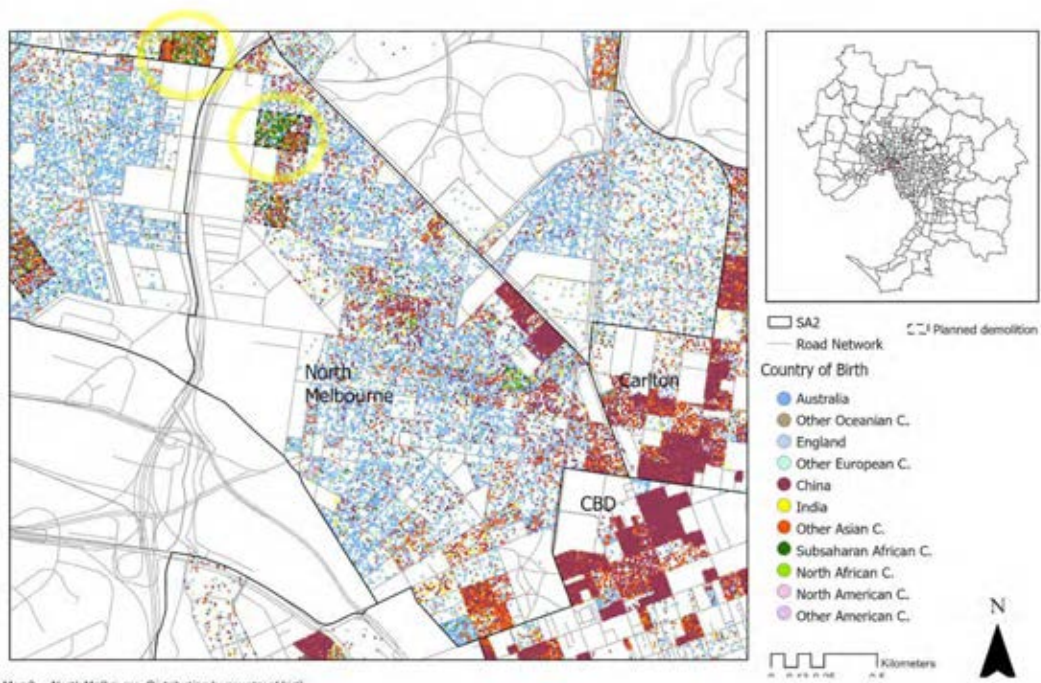 North
Melbourne
Carlton
CBD
SA2
Planned demolition
Road Network
Country of Birth
Australia
Other Oceanian C.
England
Other European C.
China
India
Other Asian C.
Subsaharan African C.
North African C.
North American C.
Other American C.
N
Kilometers